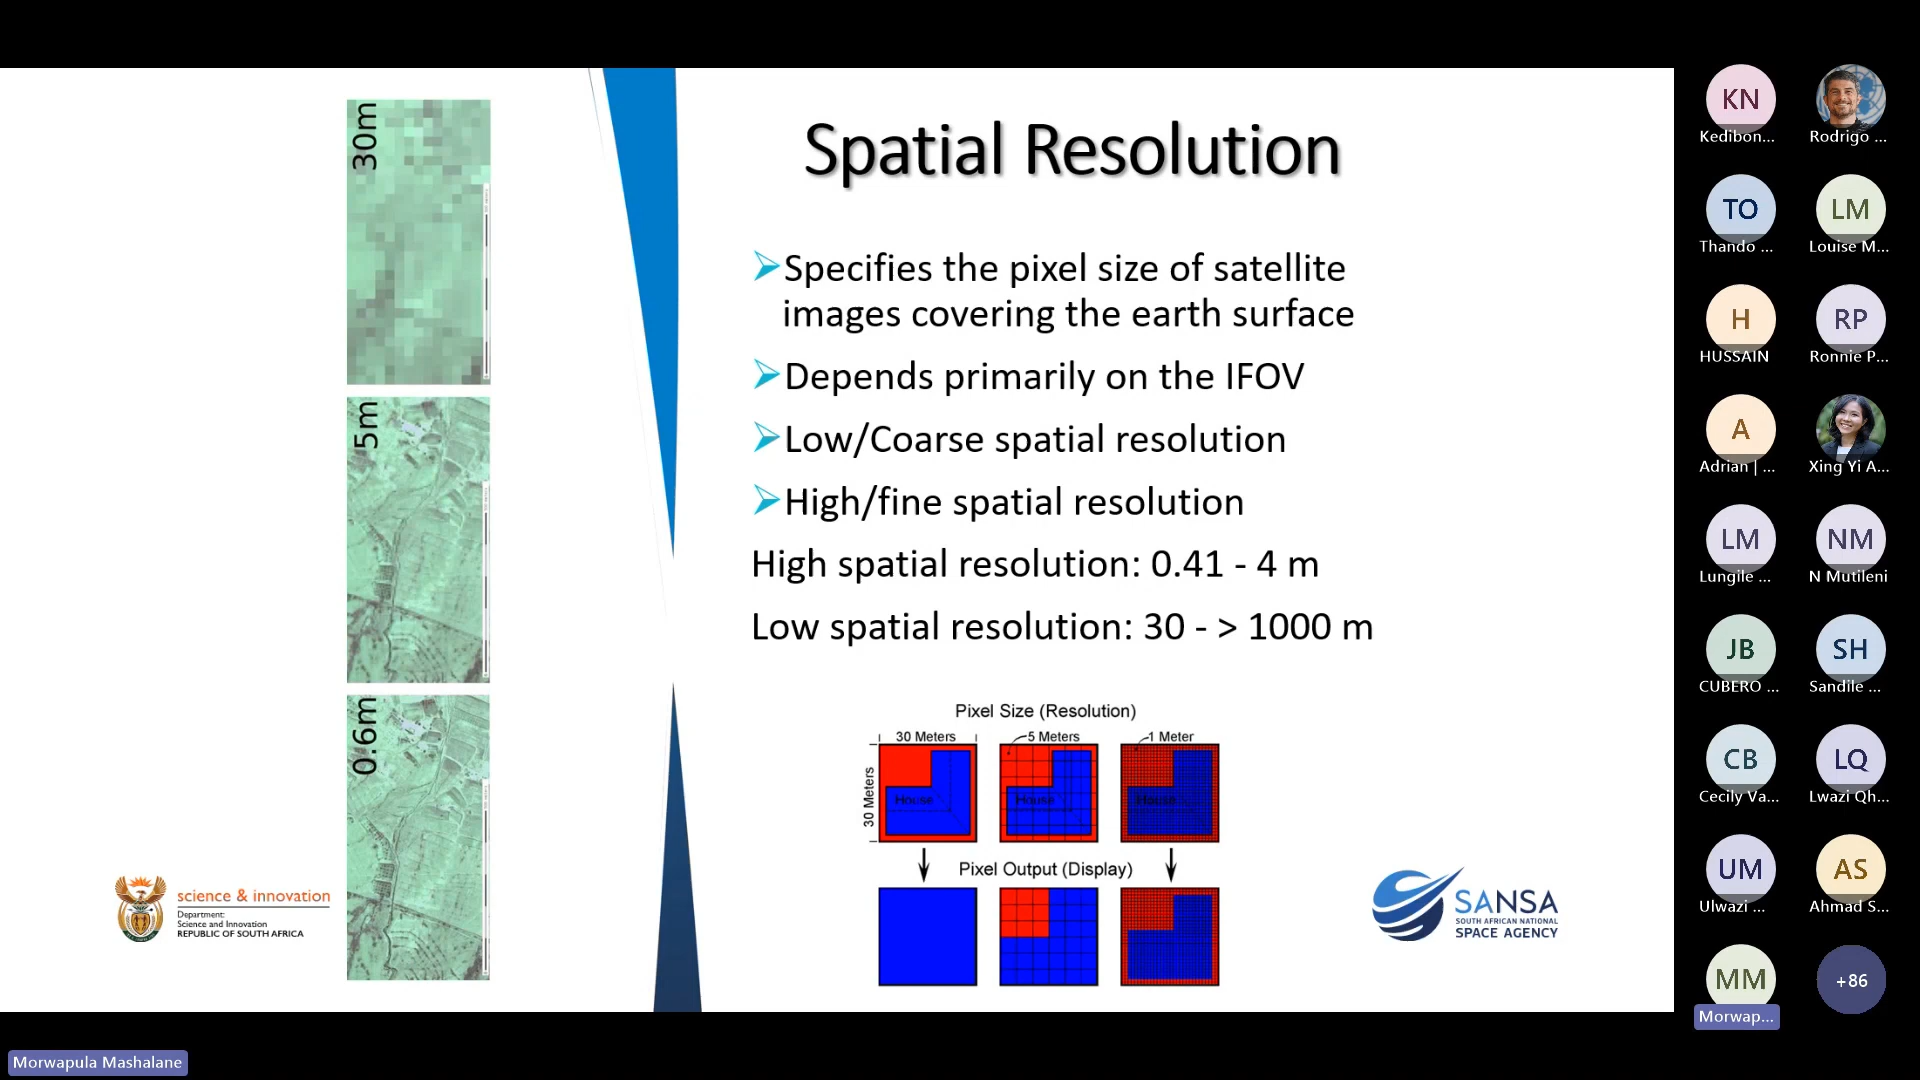 30m
5m
0.6m
Spatial Resolution
Specifies the pixel size of satellite
images covering the earth surface
Depends primarily on the IFOV
Low/Coarse spatial resolution
High/fine spatial resolution
High spatial resolution: 0.41 - 4 m
Low spatial resolution: 30 - > 1000 m
Pixel Size (Resolution)
30 Meters
5 Meters
1 Meter
30 Meters
House
House
House
Pixel Output (Display)
science & innovation
Department:
Science and Innovation
REPUBLIC OF SOUTH AFRICA
SANSA
SOUTH AFRICAN NATIONAL
SPACE AGENCY
KN
Kedibon...
Rodrigo ...
TO
Thando ...
LM
Louise M...
H
HUSSAIN
RP
Ronnie P...
A
Adrian | ...
Xing Yi A...
LM
Lungile ...
NM
N Mutileni
JB
CUBERO ...
SH
Sandile ...
CB
Cecily Va...
LQ
Lwazi Qh...
UM
Ulwazi ...
AS
Ahmad S...
MM
Morwap...
+86
Morwapula Mashalane